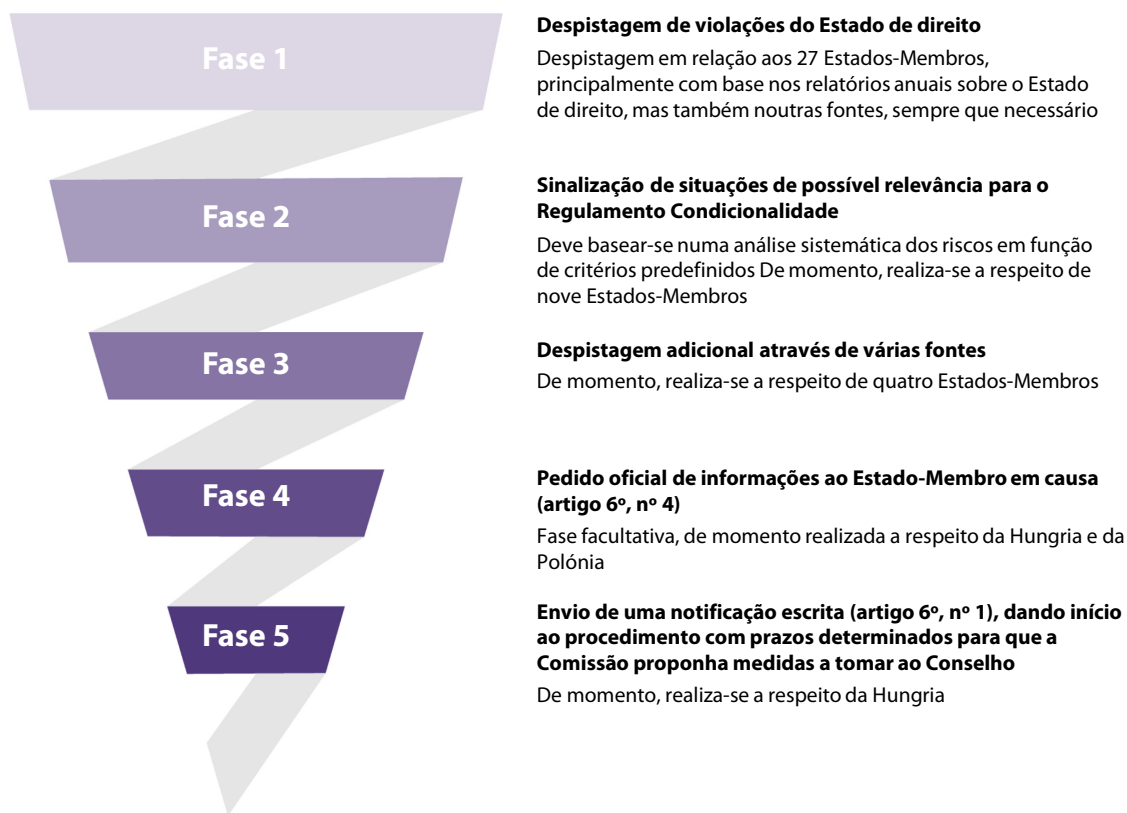 Fase 1
Despistagem de violações do Estado de direito
Despistagem em relação aos 27 Estados-Membros,
principalmente com base nos relatórios anuais sobre o Estado
de direito, mas também noutras fontes, sempre que necessário
Fase 2
Sinalização de situações de possível relevância para o
Regulamento Condicionalidade
Deve basear-se numa análise sistemática dos riscos em função
de critérios predefinidos De momento, realiza-se a respeito de
nove Estados-Membros
Fase 3
Despistagem adicional através de várias fontes
De momento, realiza-se a respeito de quatro Estados-Membros
Fase 4
Pedido oficial de informações ao Estado-Membro em causa
(artigo 6º, nº 4)
Fase facultativa, de momento realizada a respeito da Hungria e da
Polónia
Fase 5
Envio de uma notificação escrita (artigo 6º, nº 1), dando início
ao procedimento com prazos determinados para que a
Comissão proponha medidas a tomar ao Conselho
De momento, realiza-se a respeito da Hungria